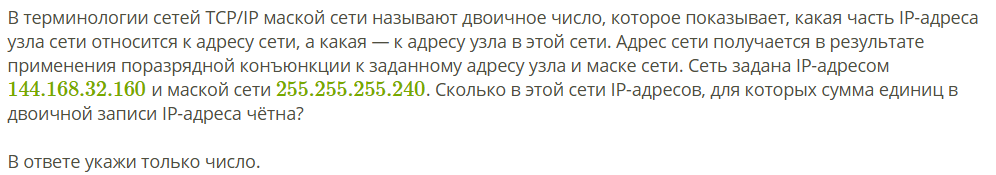 В терминологии сетей TCP/IP маской сети называют двоичное число, которое показывает, какая часть IP-адреса
узла сети относится к адресу сети, а какая — к адресу узла в этой сети. Адрес сети получается в результате
применения поразрядной конъюнкции к заданному адресу узла и маске сети. Сеть задана IP-адресом
144.168.32.160 и маской сети 255.255.255.240. Сколько в этой сети IP-адресов, для которых сумма единиц в
двоичной записи IP-адреса чётна?
В ответе укажи только число.